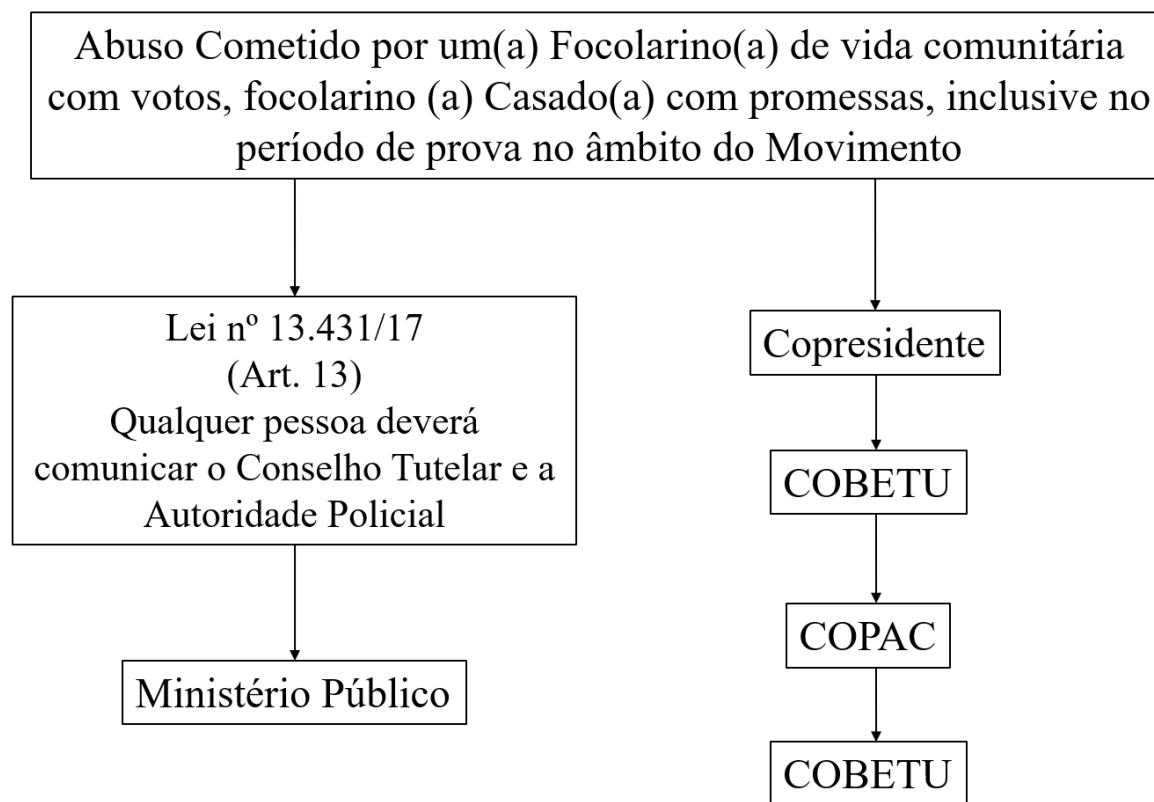 Abuso Cometido por um(a) Focolarino(a) de vida comunitária
com votos, focolarino (a) Casado(a) com promessas, inclusive no
período de prova no âmbito do Movimento
Lei nº 13.431/17
(Art. 13)
Qualquer pessoa deverá
comunicar o Conselho Tutelar e a
Autoridade Policial
Ministério Público
Copresidente
COBETU
COPAC
COBETU